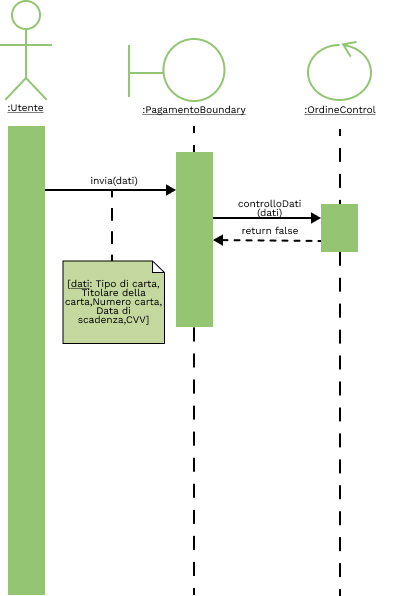 :Utente
:PagamentoBoundary
:OrdineControl
invia(dati)
controlloDati
(dati)
return false
[dati: Tipo di carta,
Titolare della
carta,Numero carta,
Data di
scadenza,CVV]